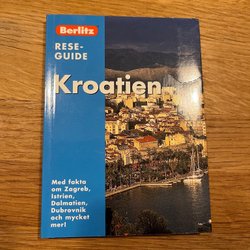 Berlitz
RESE-
GUIDE
Kroatien
Med fakta
om Zagreb,
Istrien,
Dalmatien,
Dubrovnik
och mycket
mer!